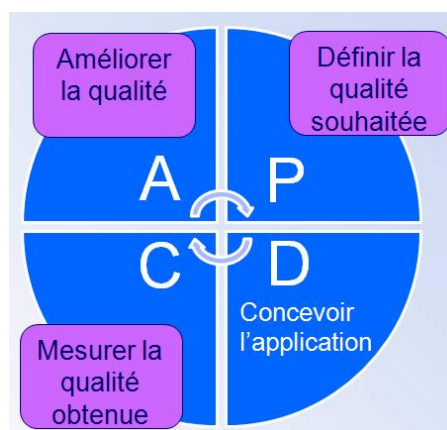 Améliorer
la qualité
Définir la
qualité
souhaitée
A
P
C
D
Concevoir
l'application
Mesurer la
qualité
obtenue